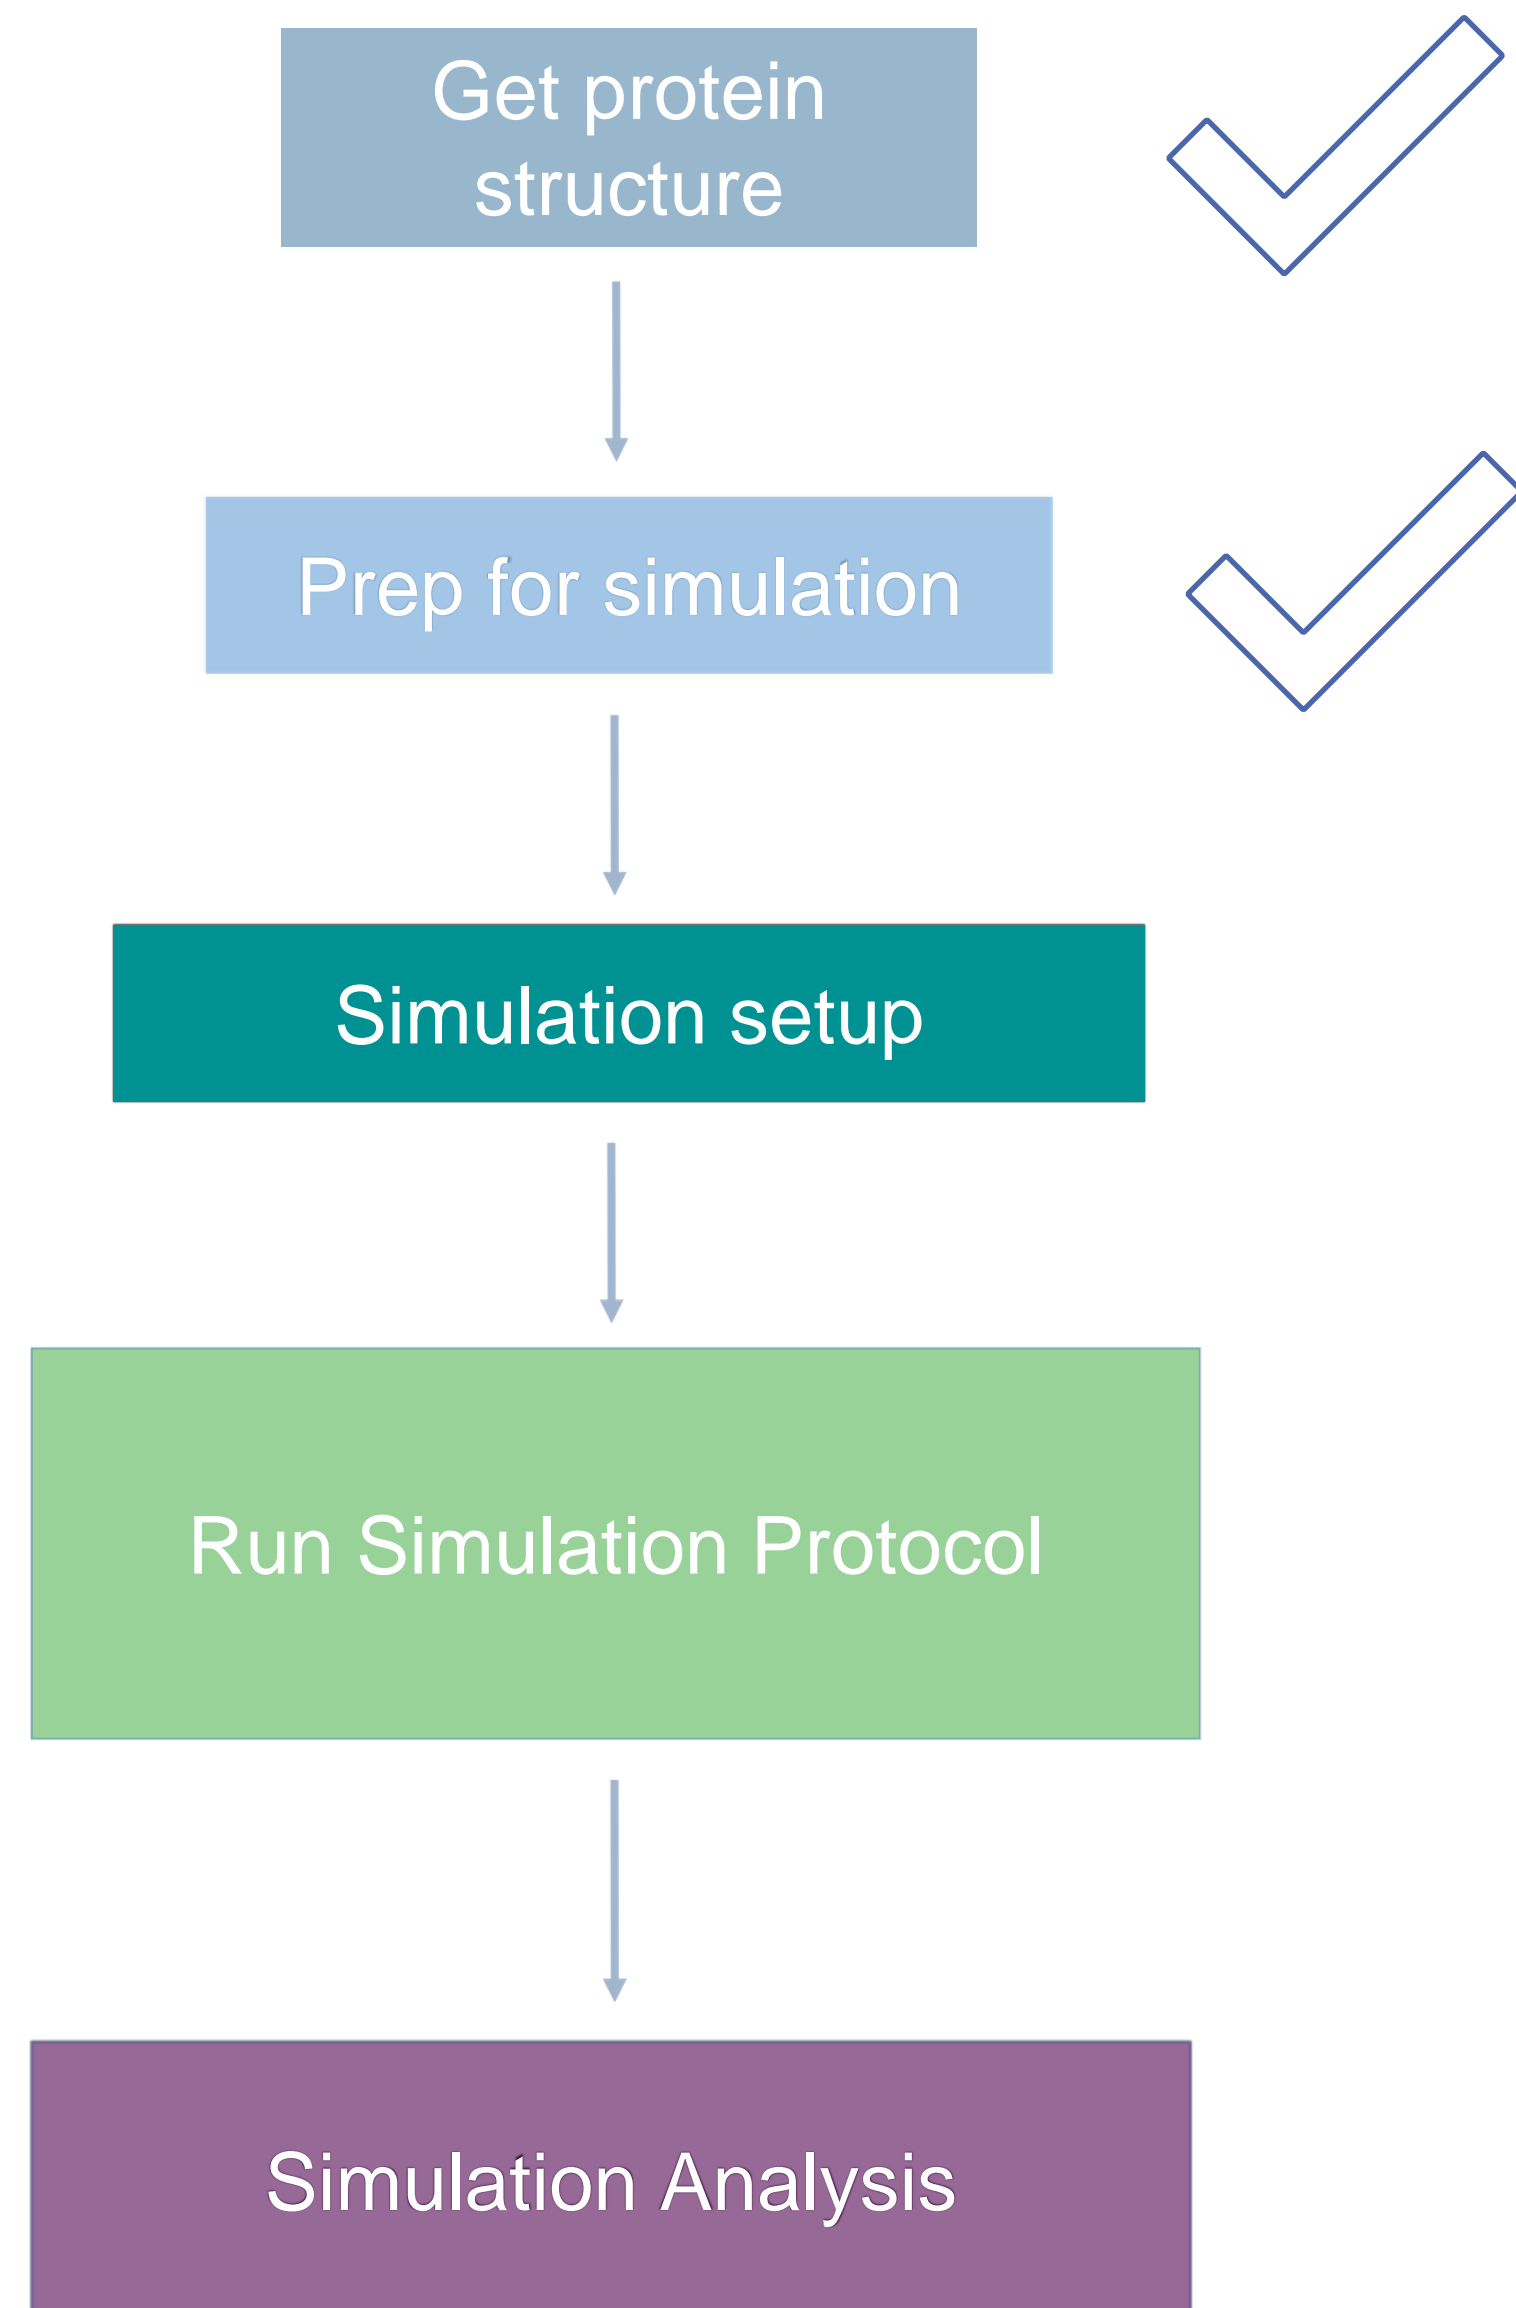 Get protein
structure
Prep for simulation
Simulation setup
Run Simulation Protocol
Simulation Analysis